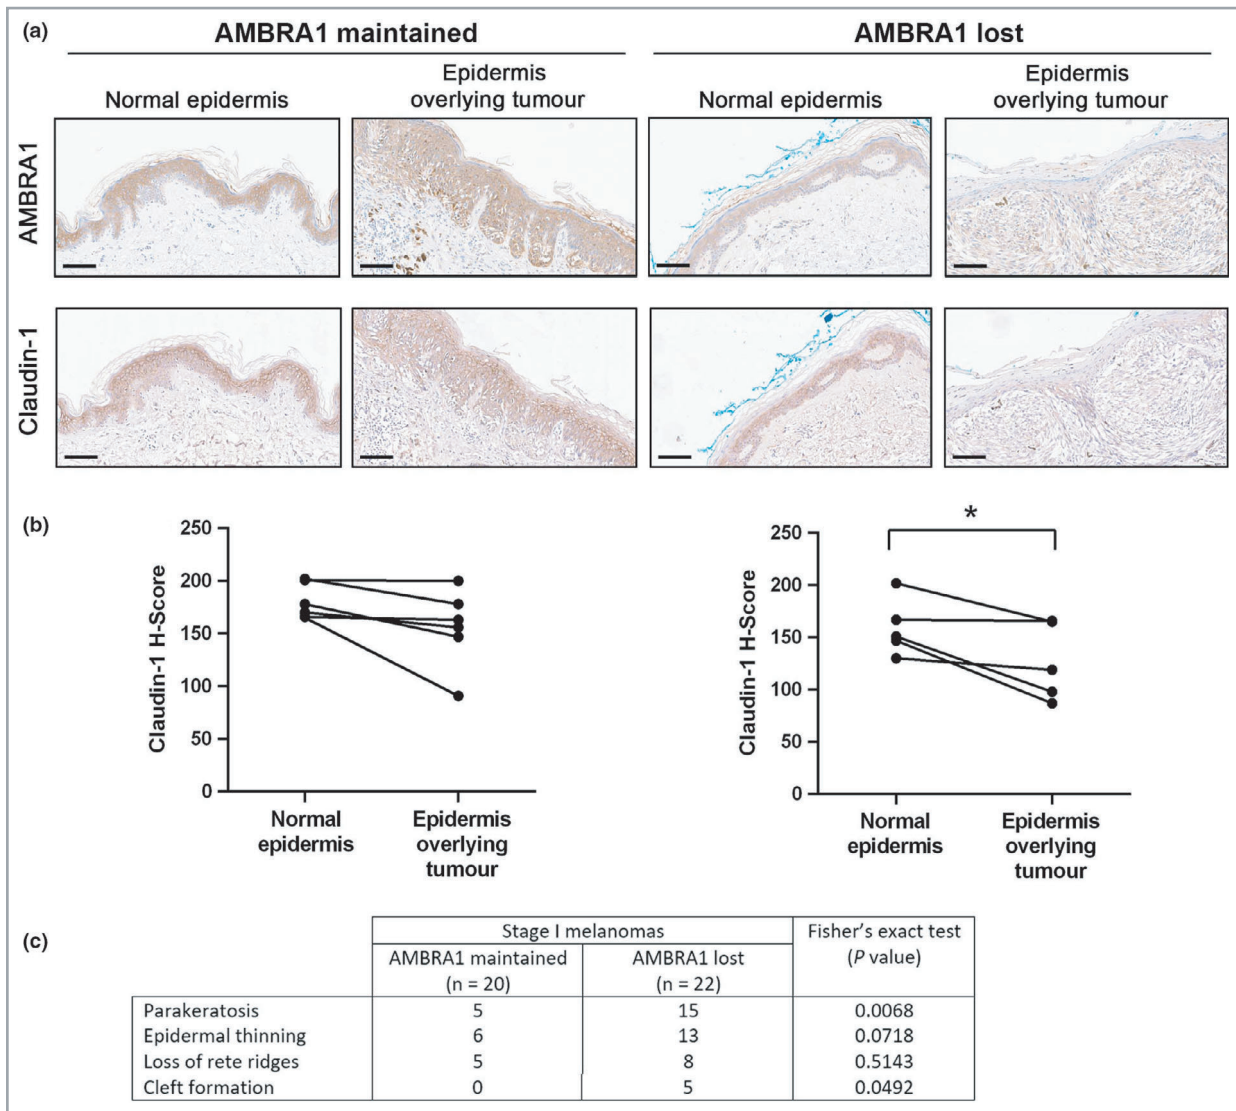 (a)
AMBRA1 maintained
AMBRA1 lost
Normal epidermis
Epidermis
overlying tumour
Normal epidermis
Epidermis
overlying tumour
AMBRA1
Claudin-1
(b)
250
200
150
100
50
0
Claudin-1 H-Score
Normal
epidermis
Epidermis
overlying
tumour
*
250
200
150
100
50
0
Claudin-1 H-Score
Normal
epidermis
Epidermis
overlying
tumour
(c)
Stage I melanomas
Fisher's exact test
(P value)
AMBRA1 maintained
(n = 20)
AMBRA1 lost
(n = 22)
Parakeratosis 5 15 0.0068
Epidermal thinning 6 13 0.0718
Loss of rete ridges 5 8 0.5143
Cleft formation 0 5 0.0492